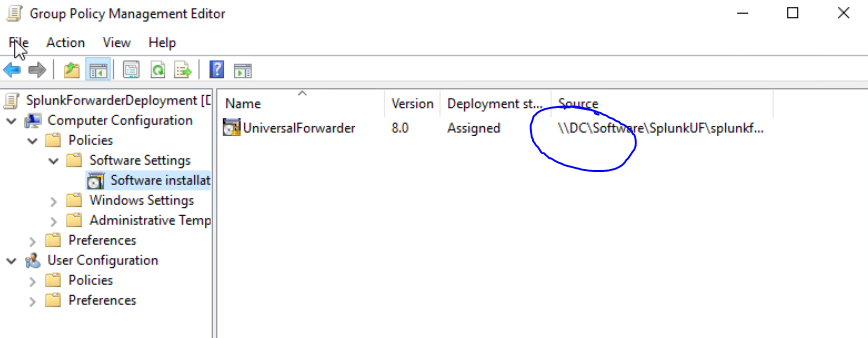 Group Policy Management Editor
File Action View Help
SplunkForwarderDeployment [D
Computer Configuration
Policies
Software Settings
Software installat
Windows Settings
Administrative Temp
Preferences
User Configuration
Policies
Preferences
Name Version Deployment st... Source
UniversalForwarder 8.0 Assigned \\DC\Software\SplunkUF\splunkf...